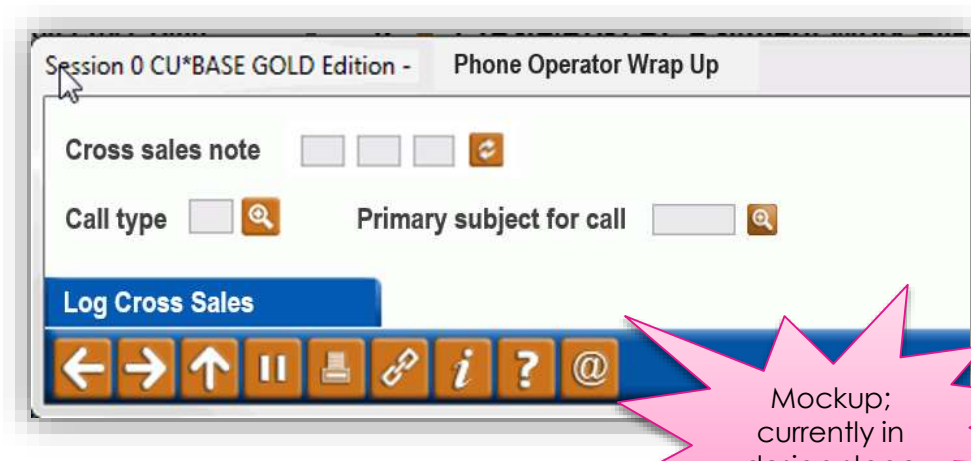 Session 0 CU*BASE GOLD Edition - Phone Operator Wrap Up
Cross sales note
Call type Primary subject for call
Log Cross Sales
i ? @
Mockup;
currently in